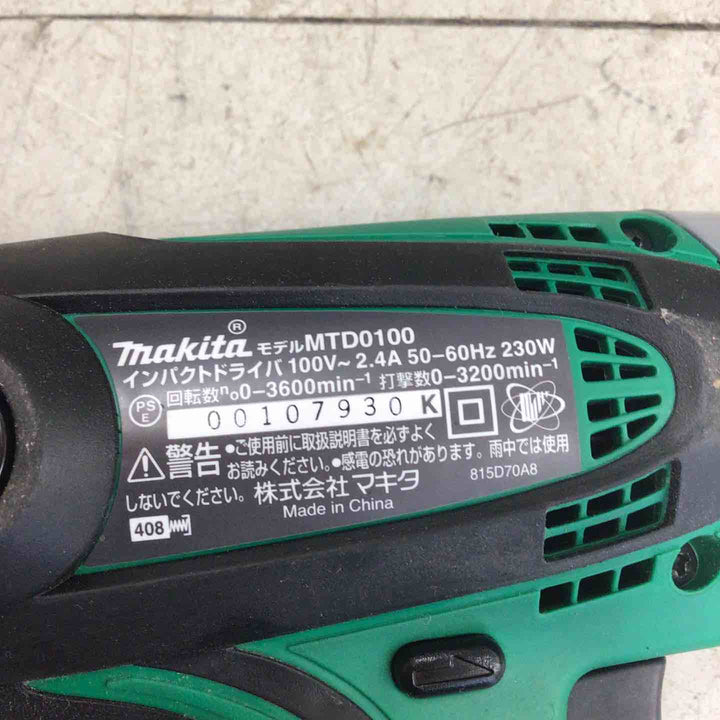 makita® モデルMTD0100
インパクトドライバ 100V~ 2.4A 50-60Hz 230W
PS E 回転数n₀0-3600min⁻¹ 打撃数0-3200min⁻¹
00107930 K
警告 •ご使用前に取扱説明書を必ずよく
お読みください。•感電の恐れがあります。雨中では使用
しないでください。 株式会社 マキタ 815D70A8
408 Made in China